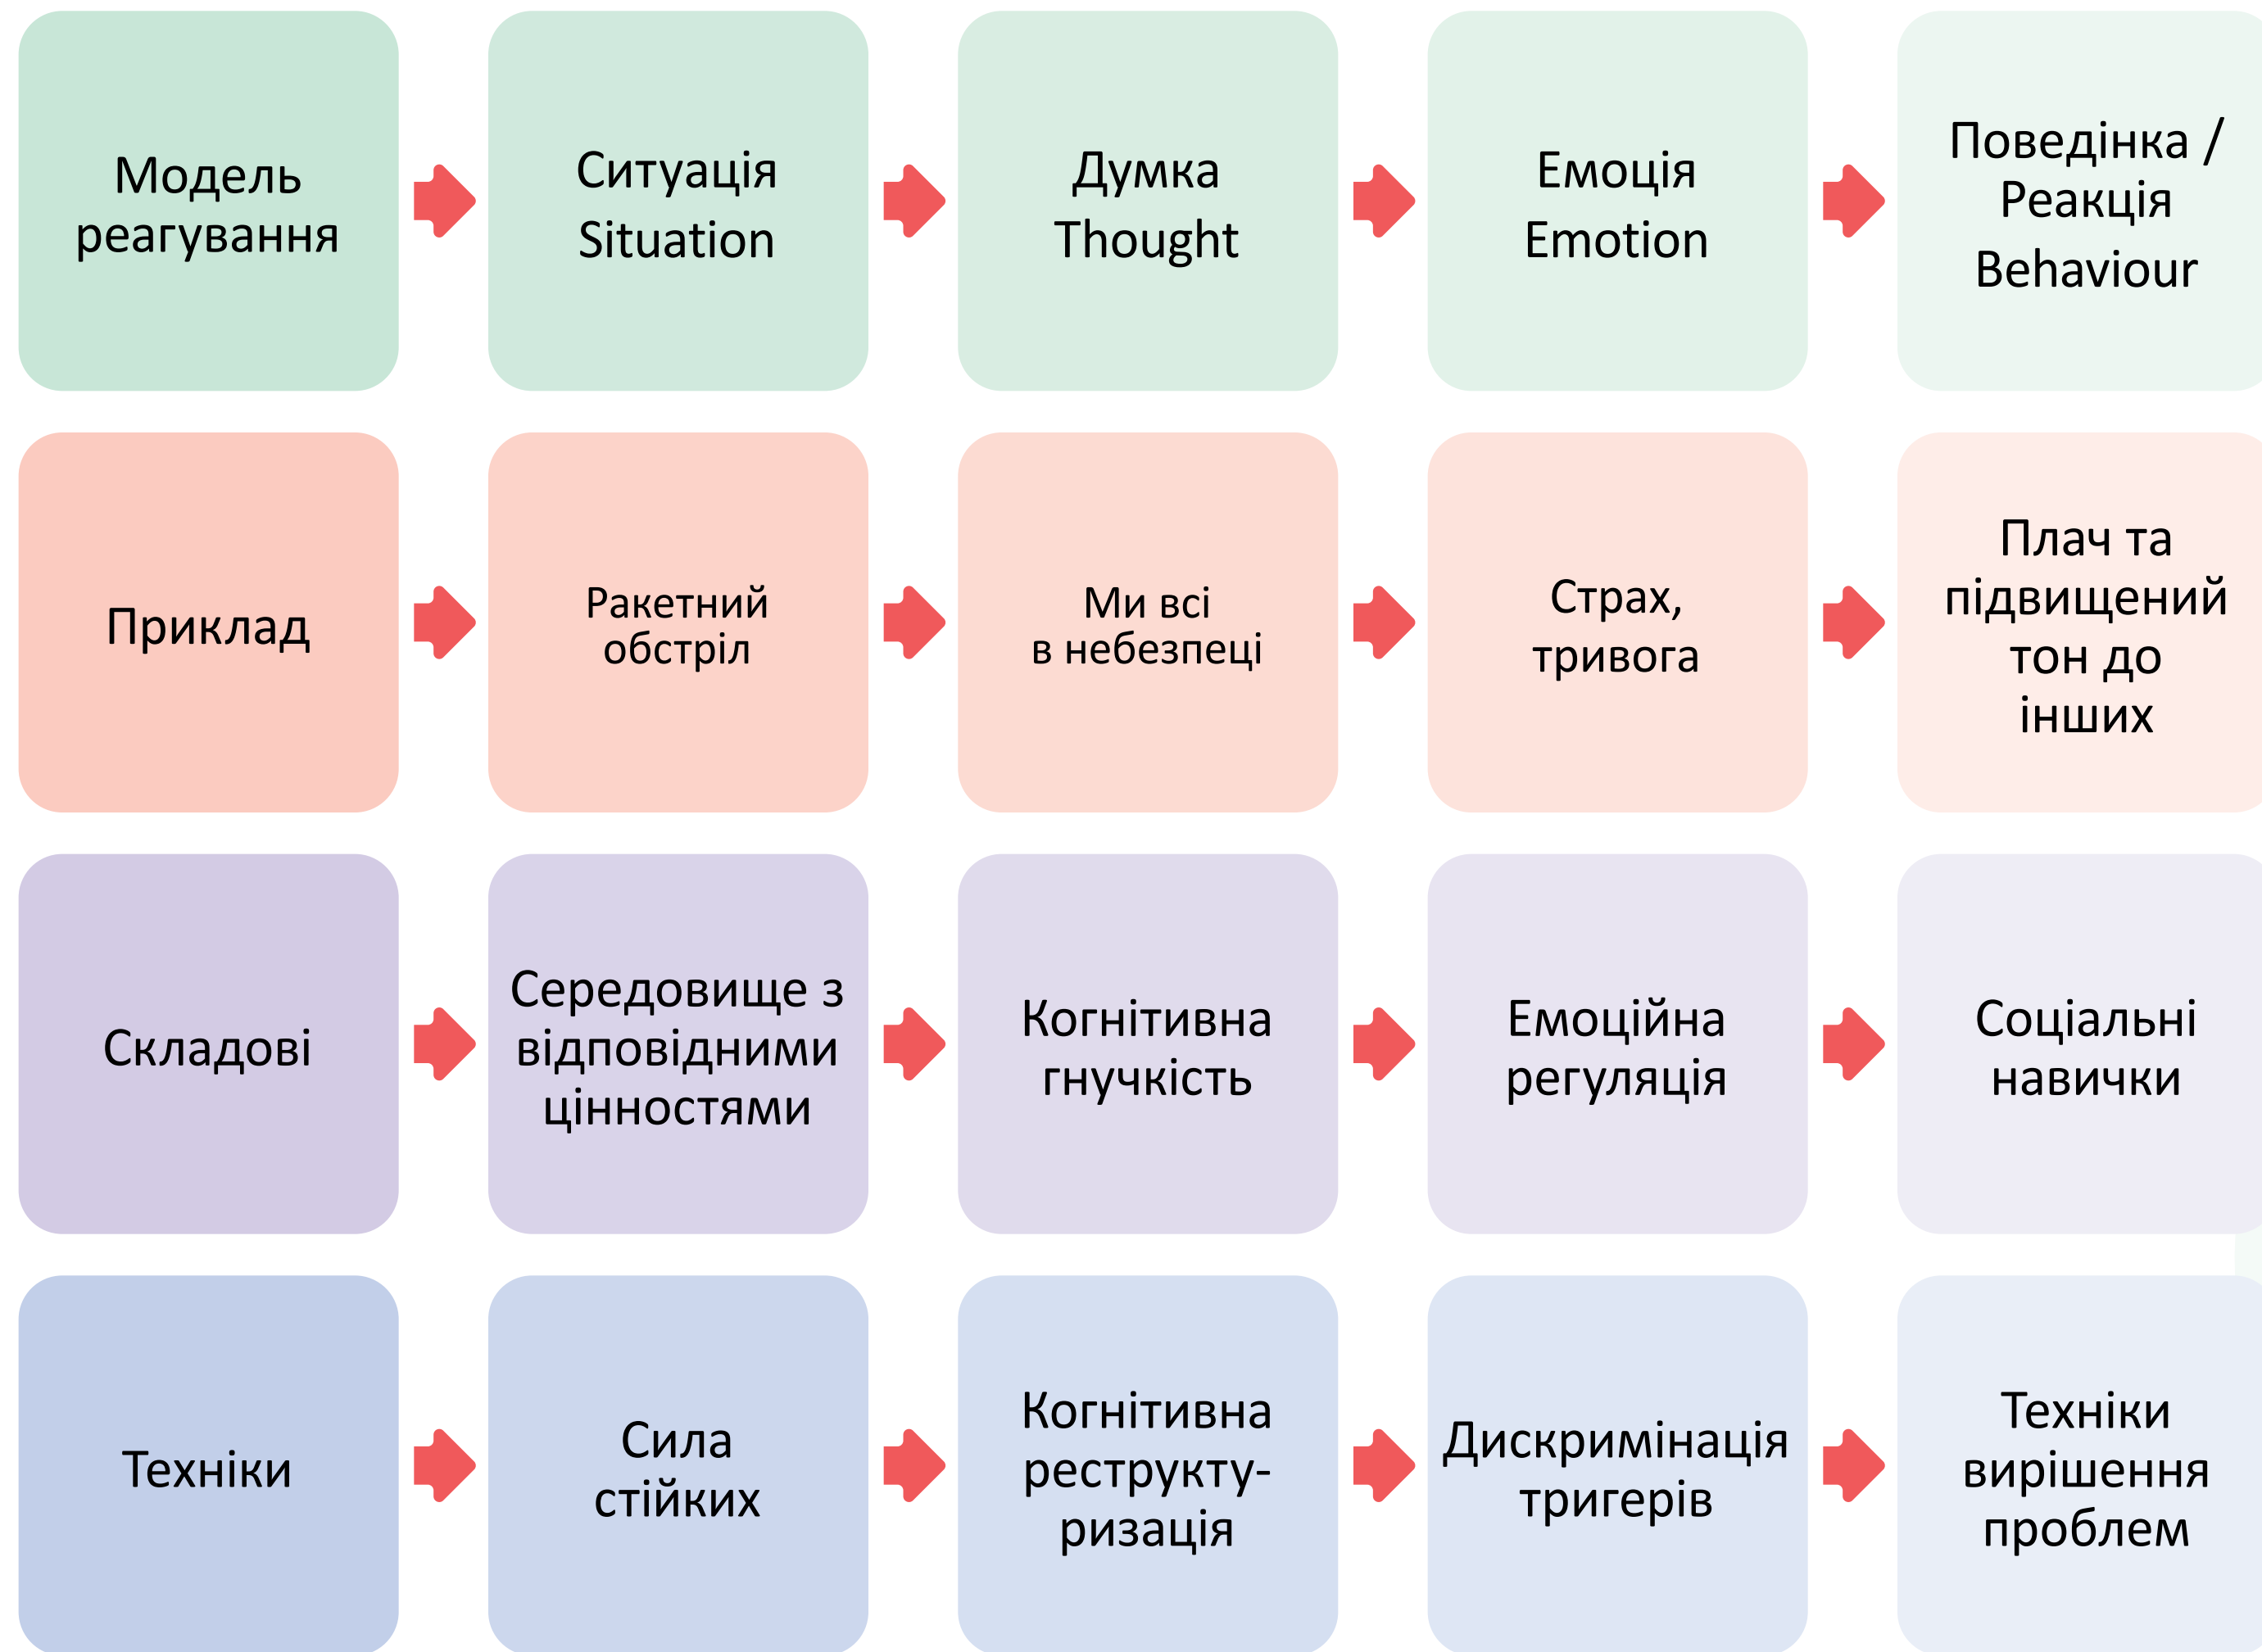 Модель
реагування
Ситуація
Situation
Думка
Thought
Емоція
Emotion
Поведінка /
Реакція
Behaviour
Приклад
Ракетний
обстріл
Ми всі
в небезпеці
Страх,
тривога
Плач та
підвищений
тон до
інших
Складові
Середовище з
відповідними
цінностями
Когнітивна
гнучкість
Емоційна
регуляція
Соціальні
навички
Техніки
Сила
стійких
Когнітивна
реструкту-
ризація
Дискримінація
тригерів
Техніки
вирішення
проблем